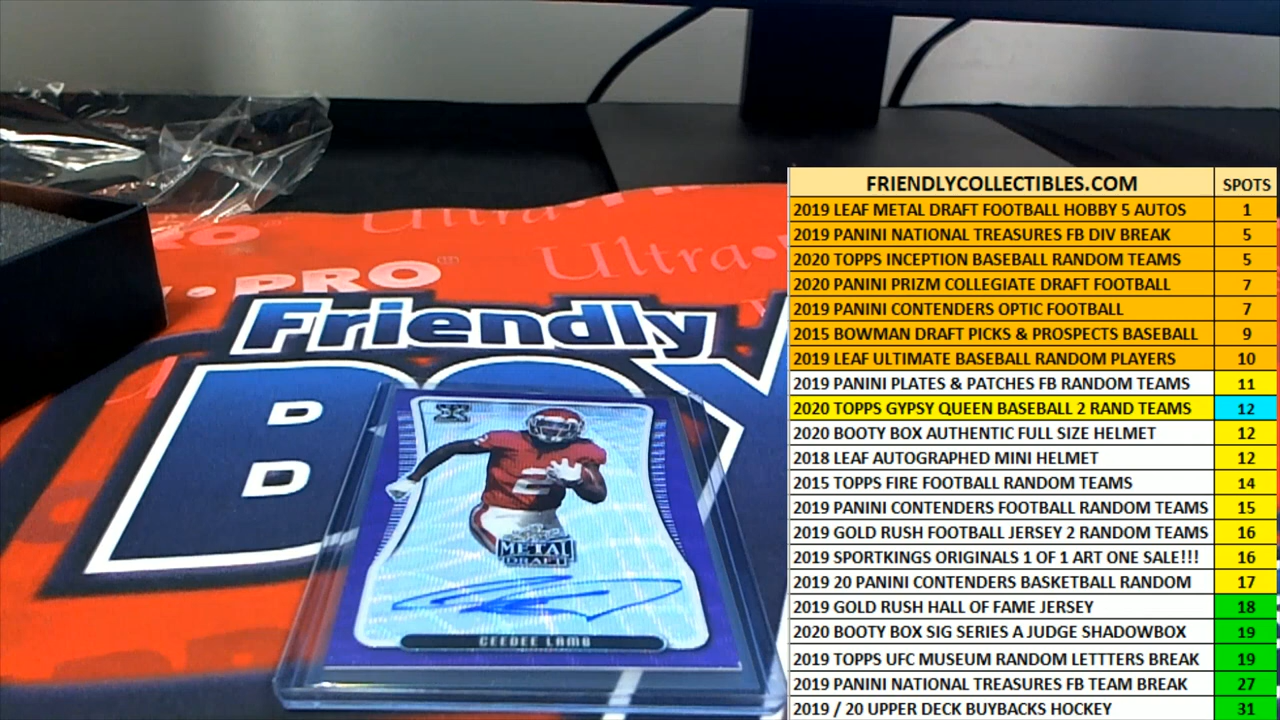 Ultra
PRO
Ultra
PRO
Friendly
BO
2
Leaf
METAL
DRAFT
CEEDEE LAMB
FRIENDLYCOLLECTIBLES.COM SPOTS
2019 LEAF METAL DRAFT FOOTBALL HOBBY 5 AUTOS 1
2019 PANINI NATIONAL TREASURES FB DIV BREAK 5
2020 TOPPS INCEPTION BASEBALL RANDOM TEAMS 5
2020 PANINI PRIZM COLLEGIATE DRAFT FOOTBALL 7
2019 PANINI CONTENDERS OPTIC FOOTBALL 7
2015 BOWMAN DRAFT PICKS & PROSPECTS BASEBALL 9
2019 LEAF ULTIMATE BASEBALL RANDOM PLAYERS 10
2019 PANINI PLATES & PATCHES FB RANDOM TEAMS 11
2020 TOPPS GYPSY QUEEN BASEBALL 2 RAND TEAMS 12
2020 BOOTY BOX AUTHENTIC FULL SIZE HELMET 12
2018 LEAF AUTOGRAPHED MINI HELMET 12
2015 TOPPS FIRE FOOTBALL RANDOM TEAMS 14
2019 PANINI CONTENDERS FOOTBALL RANDOM TEAMS 15
2019 GOLD RUSH FOOTBALL JERSEY 2 RANDOM TEAMS 16
2019 SPORTKINGS ORIGINALS 1 OF 1 ART ONE SALE!!! 16
2019 20 PANINI CONTENDERS BASKETBALL RANDOM 17
2019 GOLD RUSH HALL OF FAME JERSEY 18
2020 BOOTY BOX SIG SERIES A JUDGE SHADOWBOX 19
2019 TOPPS UFC MUSEUM RANDOM LETTTERS BREAK 19
2019 PANINI NATIONAL TREASURES FB TEAM BREAK 27
2019 / 20 UPPER DECK BUYBACKS HOCKEY 31